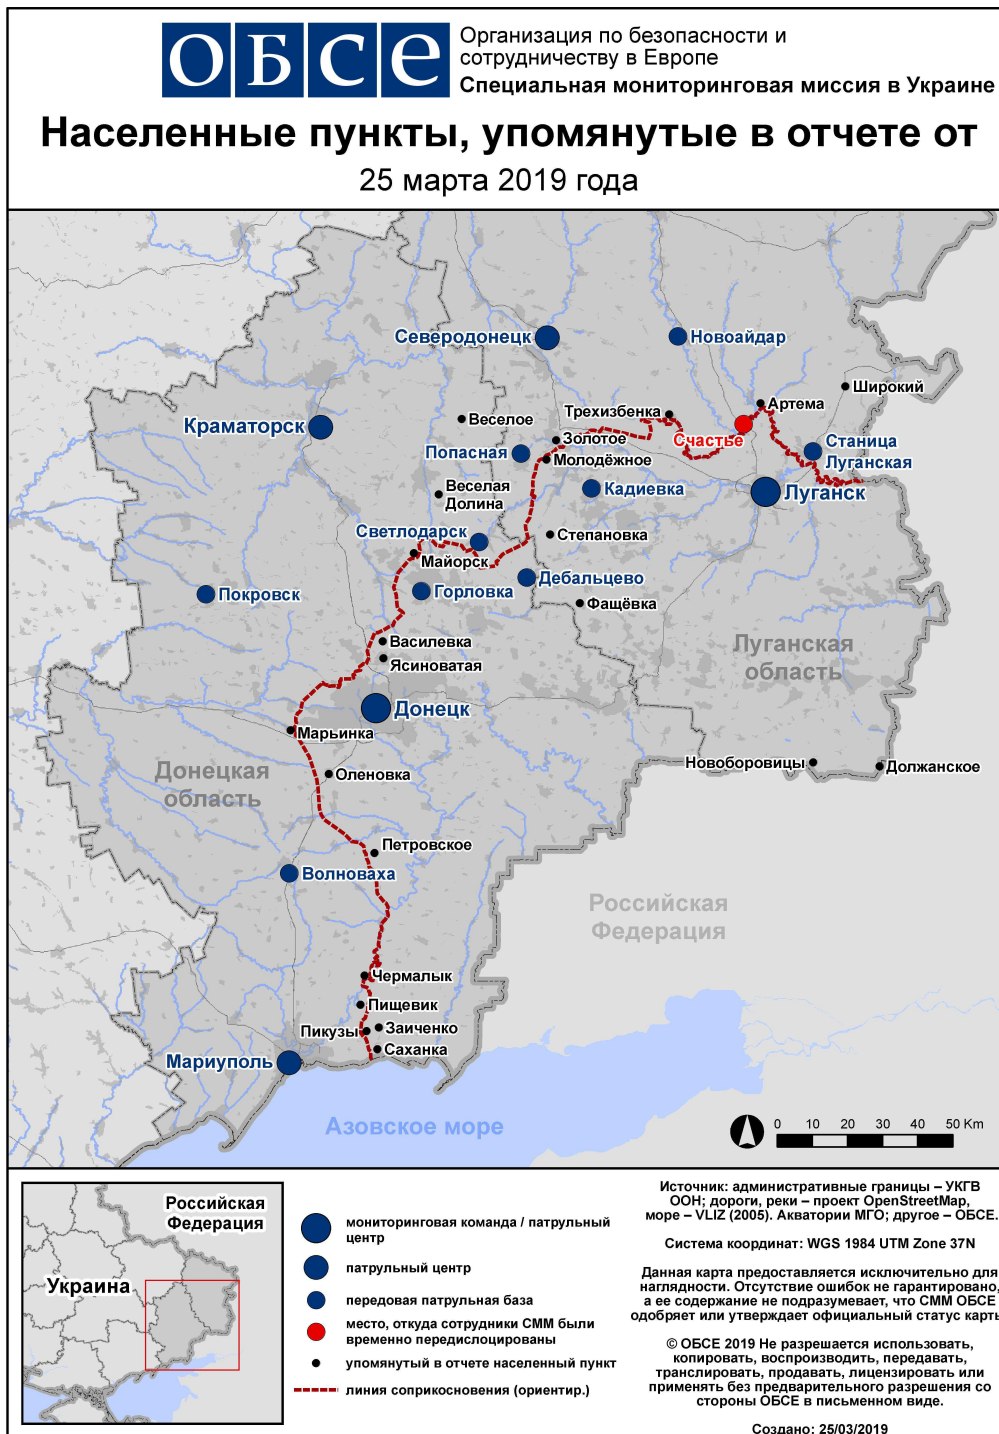 ОБСЕ
Организация по безопасности и
сотрудничеству в Европе
Специальная мониторинговая миссия в Украине
Населенные пункты, упомянутые в отчете от
25 марта 2019 года
Северодонецк
Новоайдар
Широкий
Артема
Трехизбенка
Веселое
Краматорск
Счастье
Золотое
Станица
Луганская
Попасная
Молодёжное
Веселая
Долина
Кадиевка
Луганск
Светлодарск
Степановка
Майорск
Дебальцево
Горловка
Покровск
Фащёвка
Василевка
Ясиноватая
Луганская
область
Донецк
Марьинка
Новоборовицы
Должанское
Донецкая
область
Оленовка
Петровское
Волноваха
Российская
Федерация
Чермалык
Пищевик
Пикузы
Заиченко
Саханка
Мариуполь
Азовское море
0 10 20 30 40 50 Km
Российская
Федерация
Украина
мониторинговая команда / патрульный
центр
патрульный центр
передовая патрульная база
место, откуда сотрудники СММ были
временно передислоцированы
упомянутый в отчете населенный пункт
линия соприкосновения (ориентир.)
Источник: административные границы – УКГВ
ООН; дороги, реки – проект OpenStreetMap,
море – VLIZ (2005). Акватории МГО; другое – ОБСЕ.
Система координат: WGS 1984 UTM Zone 37N
Данная карта предоставляется исключительно для
наглядности. Отсутствие ошибок не гарантировано,
а ее содержание не подразумевает, что СММ ОБСЕ
одобряет или утверждает официальный статус карты.
© ОБСЕ 2019 Не разрешается использовать,
копировать, воспроизводить, передавать,
транслировать, продавать, лицензировать или
применять без предварительного разрешения со
стороны ОБСЕ в письменном виде.
Создано: 25/03/2019